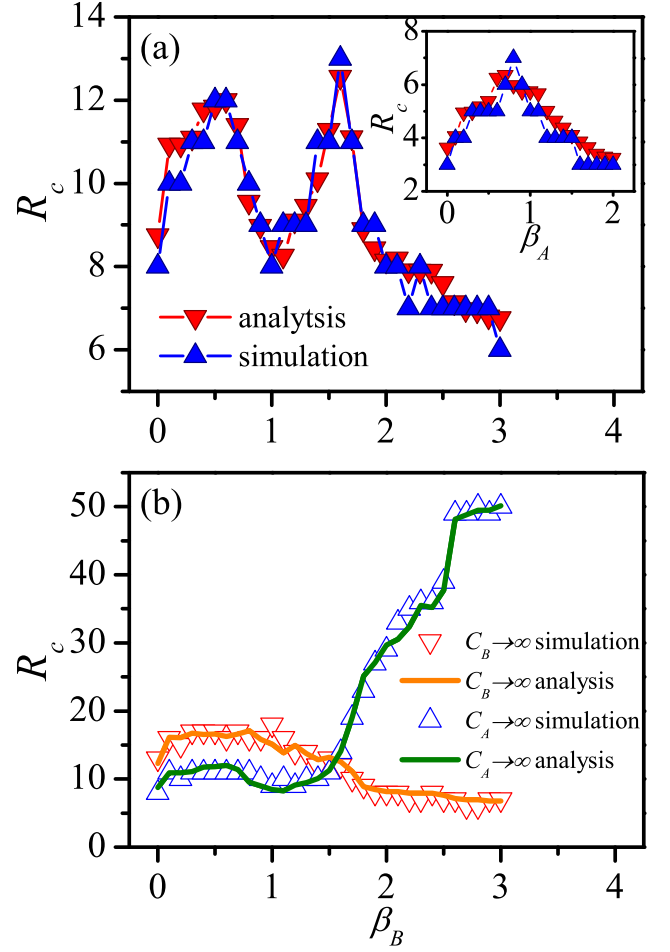 14
12
10
8
6
R_c
(a)
analytsis
simulation
0 1 2 3 4
8
6
4
2
R_c
0 1 2
β_A
50
40
30
20
10
0
R_c
(b)
C_B→∞ simulation
C_B→∞ analysis
C_A→∞ simulation
C_A→∞ analysis
0 1 2 3 4
β_B